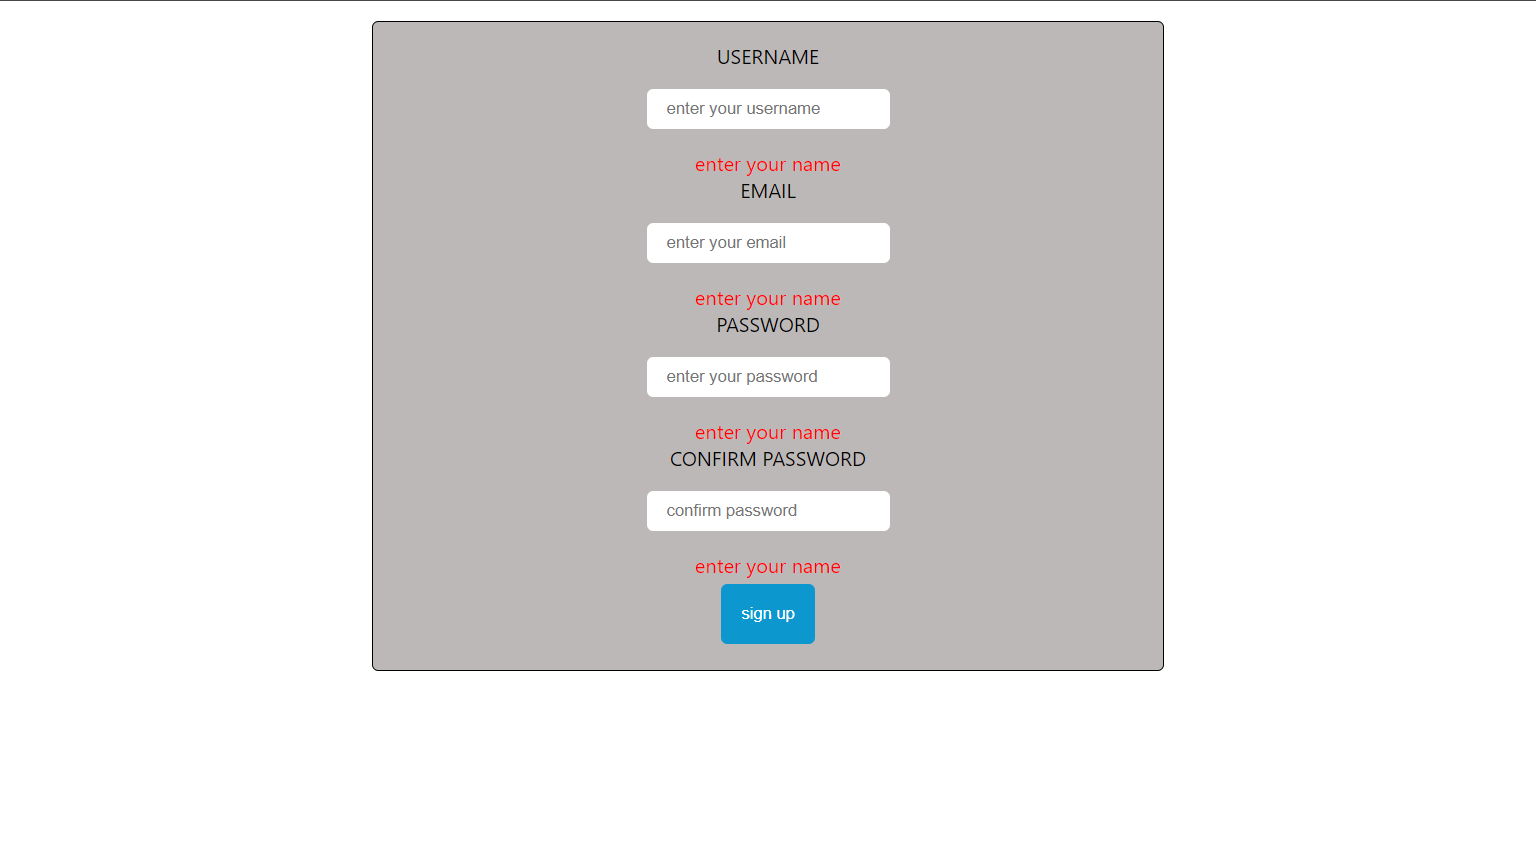 USERNAME
enter your username
enter your name
EMAIL
enter your email
enter your name
PASSWORD
enter your password
enter your name
CONFIRM PASSWORD
confirm password
enter your name
sign up